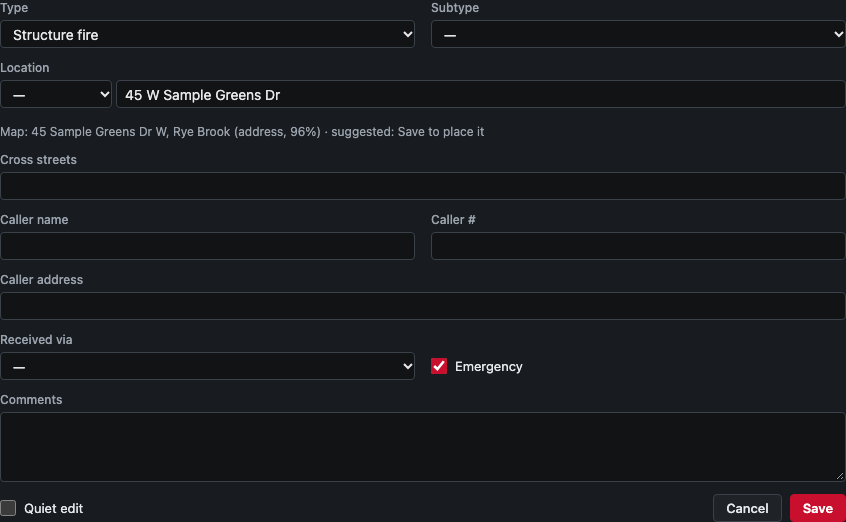 Type Subtype
Structure fire —
Location
— 45 W Sample Greens Dr
Map: 45 Sample Greens Dr W, Rye Brook (address, 96%) · suggested: Save to place it
Cross streets
Caller name Caller #
Caller address
Received via
— Emergency
Comments
Quiet edit Cancel Save